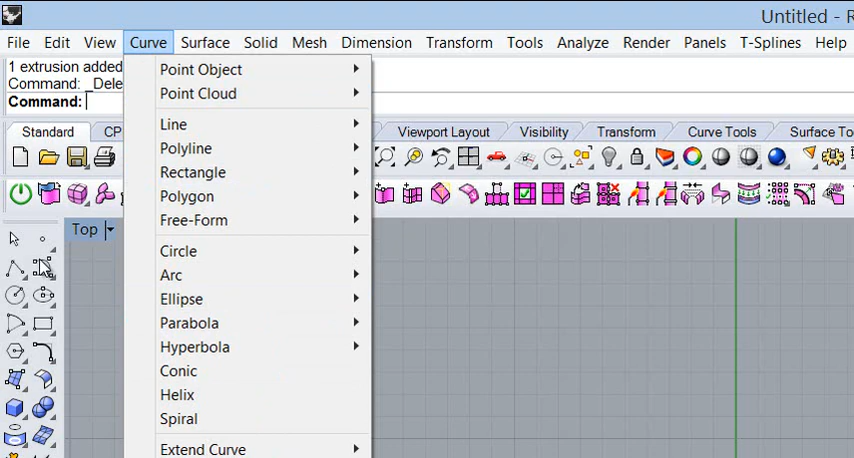 Untitled - R
File Edit View Curve Surface Solid Mesh Dimension Transform Tools Analyze Render Panels T-Splines Help
1 extrusion added
Command: _Dele
Command:
Standard CP Viewport Layout Visibility Transform Curve Tools Surface To
Top
Point Object
Point Cloud
Line
Polyline
Rectangle
Polygon
Free-Form
Circle
Arc
Ellipse
Parabola
Hyperbola
Conic
Helix
Spiral
Extend Curve